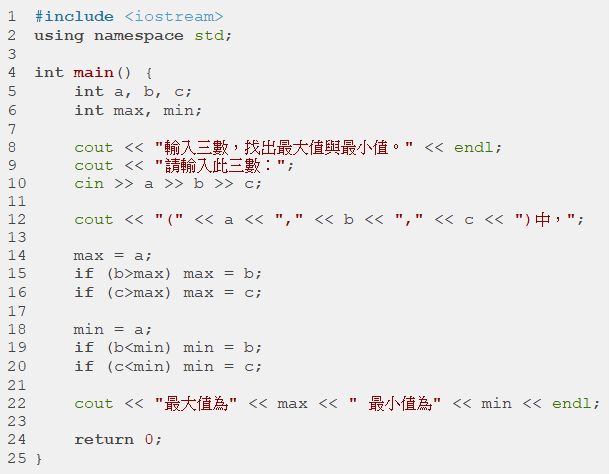 1 #include <iostream>
2 using namespace std;
3
4 int main() {
5     int a, b, c;
6     int max, min;
7
8     cout << "輸入三數，找出最大值與最小值。" << endl;
9     cout << "請輸入此三數：";
10     cin >> a >> b >> c;
11
12     cout << "(" << a << "," << b << "," << c << ")中，";
13
14     max = a;
15     if (b>max) max = b;
16     if (c>max) max = c;
17
18     min = a;
19     if (b<min) min = b;
20     if (c<min) min = c;
21
22     cout << "最大值為" << max << " 最小值為" << min << endl;
23
24     return 0;
25 }